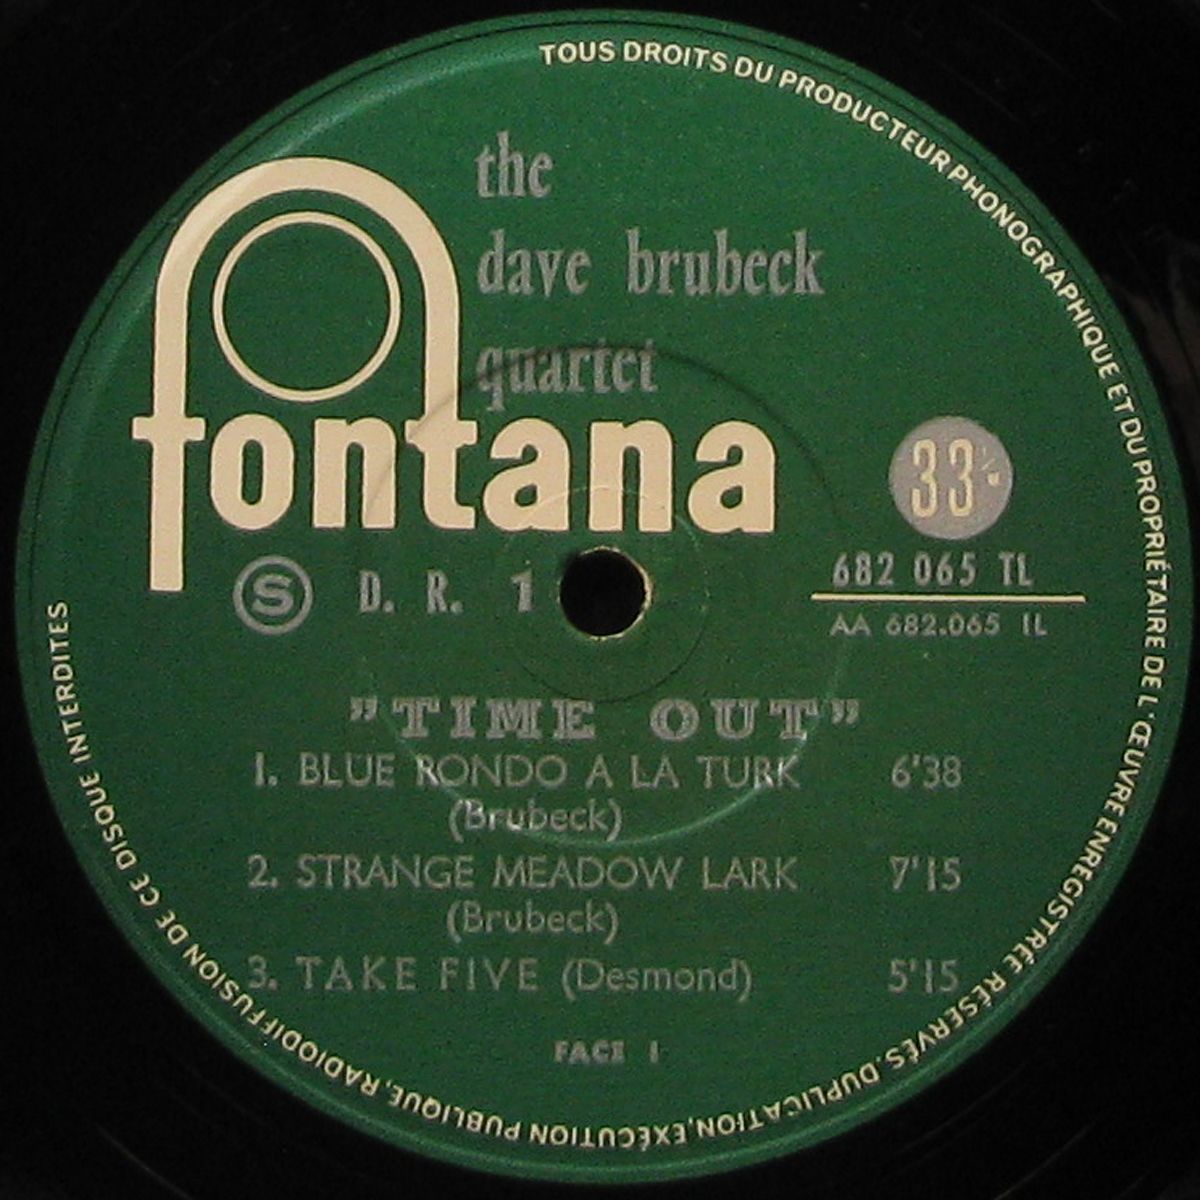 TOUS DROITS DU PRODUCTEUR PHONOGRAPHIQUE ET DU PROPRIÉTAIRE DE L'ŒUVRE ENREGISTRÉE RÉSERVÉS. DUPLICATION, EXÉCUTION PUBLIQUE, RADIODIFFUSION DE CE DISQUE INTERDITES
the
dave brubeck
quartet
fontana
33 1/3
S D. R. 1
682 065 TL
AA 682.065 1L
"TIME OUT"
1. BLUE RONDO A LA TURK 6'38
(Brubeck)
2. STRANGE MEADOW LARK 7'15
(Brubeck)
3. TAKE FIVE (Desmond) 5'15
FACE 1